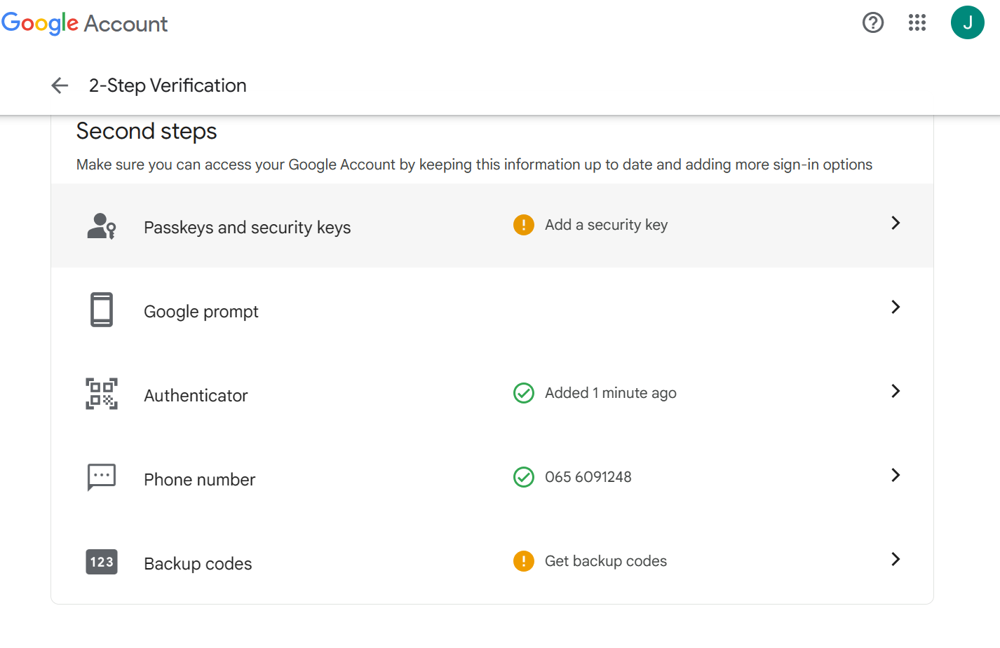 Google Account
J
2-Step Verification
Second steps
Make sure you can access your Google Account by keeping this information up to date and adding more sign-in options
Passkeys and security keys
Add a security key
Google prompt
Authenticator
Added 1 minute ago
Phone number
065 6091248
123
Backup codes
Get backup codes